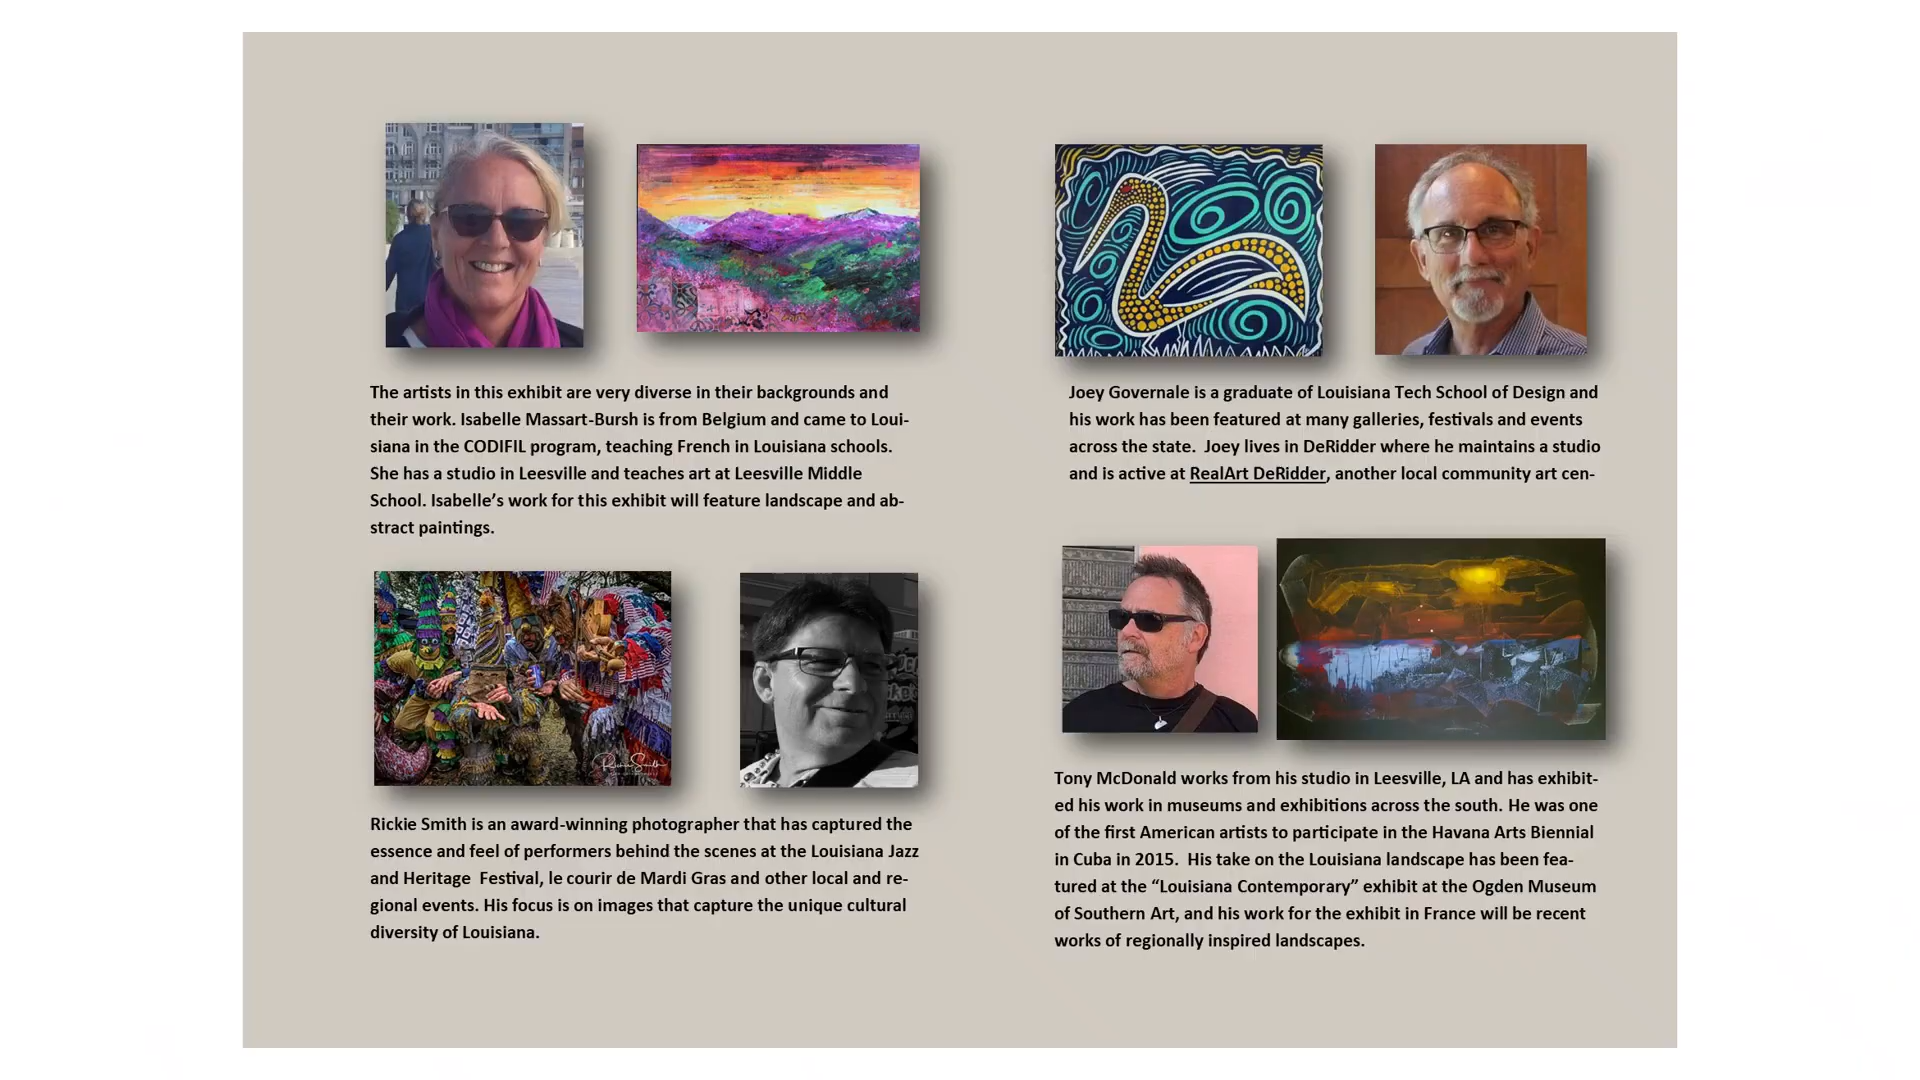 The artists in this exhibit are very diverse in their backgrounds and
their work. Isabelle Massart-Bursh is from Belgium and came to Loui-
siana in the CODIFIL program, teaching French in Louisiana schools.
She has a studio in Leesville and teaches art at Leesville Middle
School. Isabelle’s work for this exhibit will feature landscape and ab-
stract paintings.
Rickie Smith
Rickie Smith is an award-winning photographer that has captured the
essence and feel of performers behind the scenes at the Louisiana Jazz
and Heritage  Festival, le courir de Mardi Gras and other local and re-
gional events. His focus is on images that capture the unique cultural
diversity of Louisiana.
Joey Governale is a graduate of Louisiana Tech School of Design and
his work has been featured at many galleries, festivals and events
across the state.  Joey lives in DeRidder where he maintains a studio
and is active at RealArt DeRidder, another local community art cen-
Tony McDonald works from his studio in Leesville, LA and has exhibit-
ed his work in museums and exhibitions across the south. He was one
of the first American artists to participate in the Havana Arts Biennial
in Cuba in 2015.  His take on the Louisiana landscape has been fea-
tured at the “Louisiana Contemporary” exhibit at the Ogden Museum
of Southern Art, and his work for the exhibit in France will be recent
works of regionally inspired landscapes.